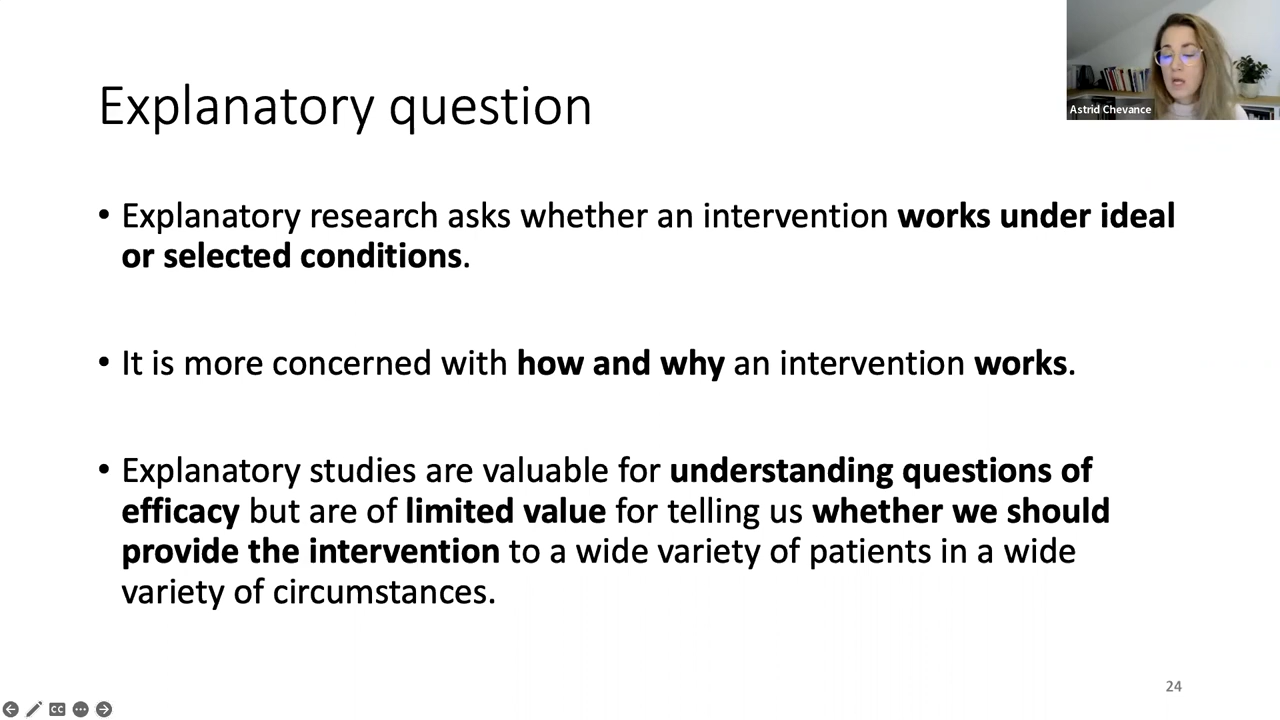 Astrid Chevance
Explanatory question
• Explanatory research asks whether an intervention works under ideal
or selected conditions.
• It is more concerned with how and why an intervention works.
• Explanatory studies are valuable for understanding questions of
efficacy but are of limited value for telling us whether we should
provide the intervention to a wide variety of patients in a wide
variety of circumstances.
24
CC